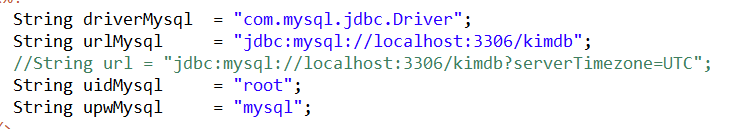 String driverMysql  = "com.mysql.jdbc.Driver";
String urlMysql     = "jdbc:mysql://localhost:3306/kimdb";
//String url = "jdbc:mysql://localhost:3306/kimdb?serverTimezone=UTC";
String uidMysql     = "root";
String upwMysql     = "mysql";